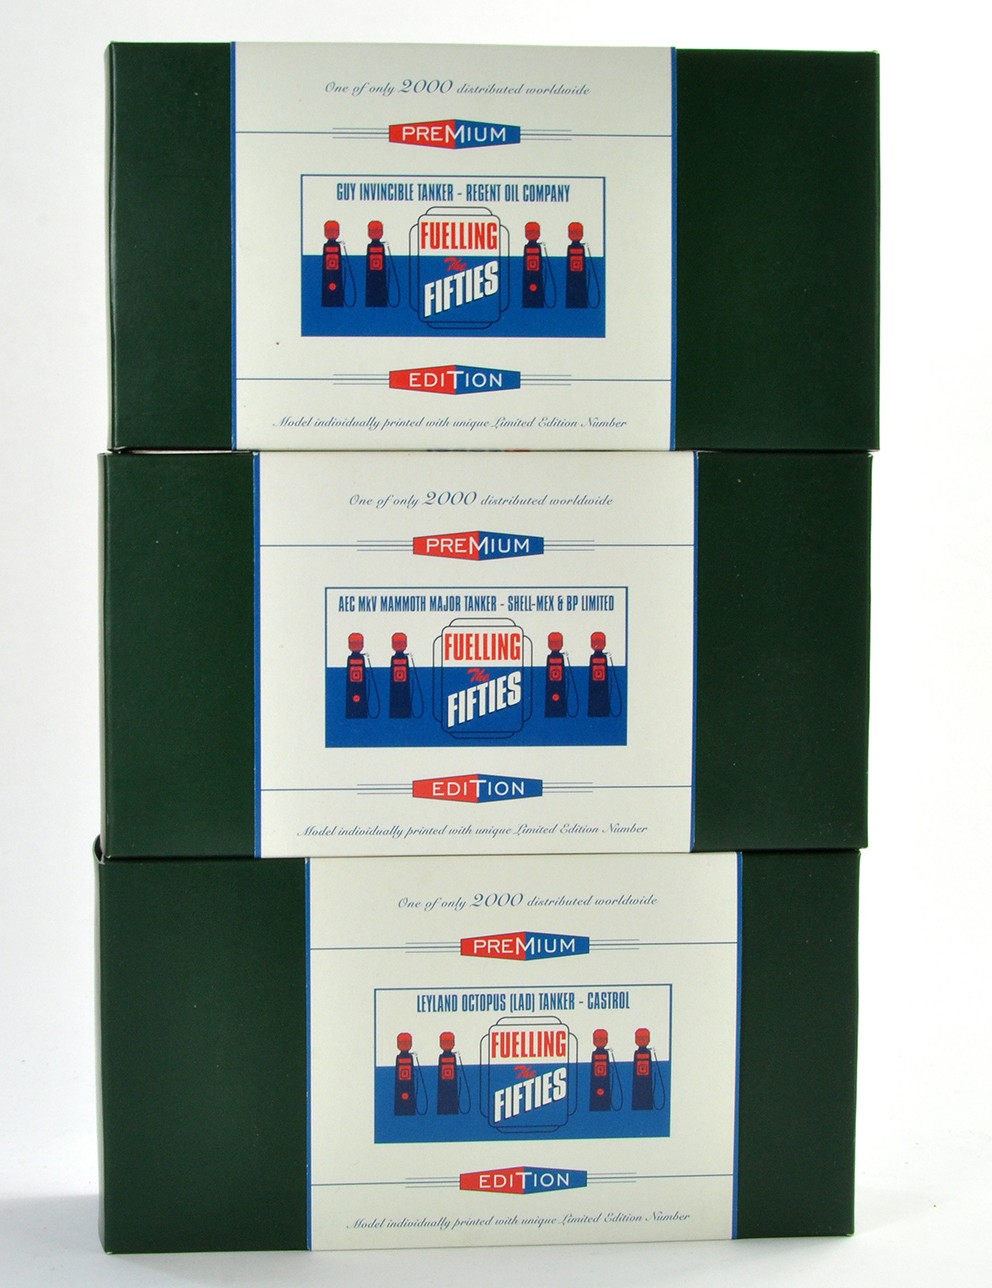 One of only 2000 distributed worldwide
PREMIUM
GUY INVINCIBLE TANKER - REGENT OIL COMPANY
FUELLING
The
FIFTIES
EDITION
Model individually printed with unique Limited Edition Number
One of only 2000 distributed worldwide
PREMIUM
AEC MkV MAMMOTH MAJOR TANKER - SHELL-MEX & BP LIMITED
FUELLING
The
FIFTIES
EDITION
Model individually printed with unique Limited Edition Number
One of only 2000 distributed worldwide
PREMIUM
LEYLAND OCTOPUS (LAD) TANKER - CASTROL
FUELLING
The
FIFTIES
EDITION
Model individually printed with unique Limited Edition Number